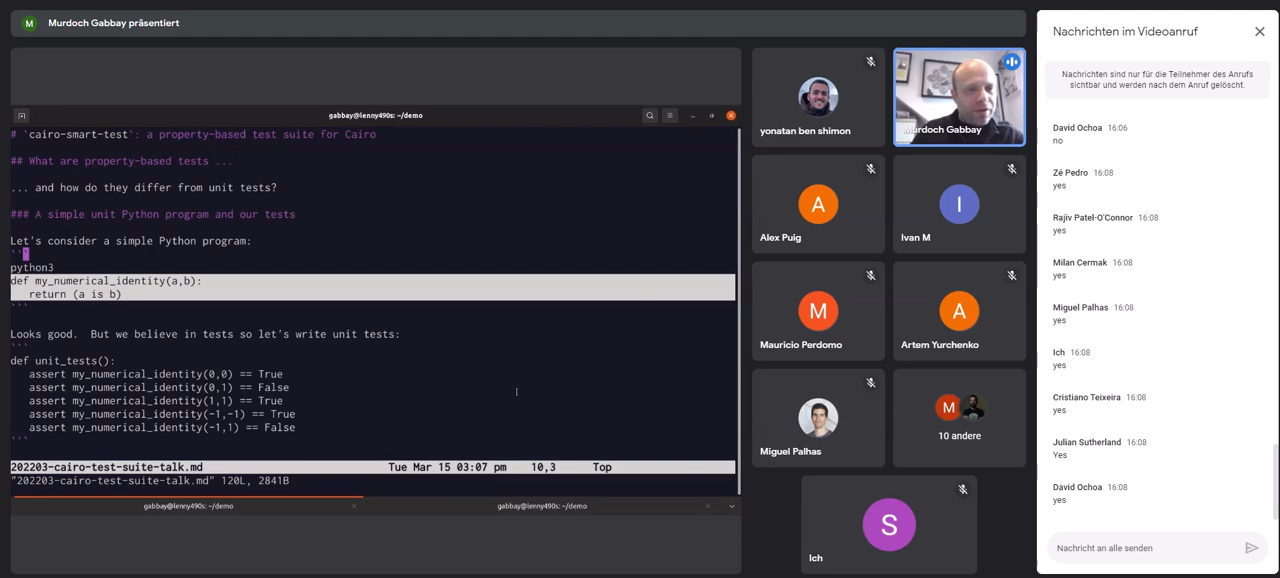 M Murdoch Gabbay präsentiert
gabbay@lenny490s: ~/demo
# `cairo-smart-test`: a property-based test suite for Cairo
## What are property-based tests ...
... and how do they differ from unit tests?
### A simple unit Python program and our tests
Let's consider a simple Python program:
```
python3
def my_numerical_identity(a,b):
   return (a is b)
```
Looks good.  But we believe in tests so let's write unit tests:
```
def unit_tests():
   assert my_numerical_identity(0,0) == True
   assert my_numerical_identity(0,1) == False
   assert my_numerical_identity(1,1) == True
   assert my_numerical_identity(-1,-1) == True
   assert my_numerical_identity(-1,1) == False
```
202203-cairo-test-suite-talk.md Tue Mar 15 03:07 pm 10,3 Top
"202203-cairo-test-suite-talk.md" 120L, 2841B
gabbay@lenny490s: ~/demo gabbay@lenny490s: ~/demo
yonatan ben shimon
Murdoch Gabbay
A
Alex Puig
I
Ivan M
M
Mauricio Perdomo
A
Artem Yurchenko
Miguel Palhas
M
10 andere
S
Ich
Nachrichten im Videoanruf
Nachrichten sind nur für die Teilnehmer des Anrufs
sichtbar und werden nach dem Anruf gelöscht.
David Ochoa 16:06
no
Zé Pedro 16:08
yes
Rajiv Patel-O'Connor 16:08
yes
Milan Cermak 16:08
yes
Miguel Palhas 16:08
yes
Ich 16:08
yes
Cristiano Teixeira 16:08
yes
Julian Sutherland 16:08
Yes
David Ochoa 16:08
yes
Nachricht an alle senden